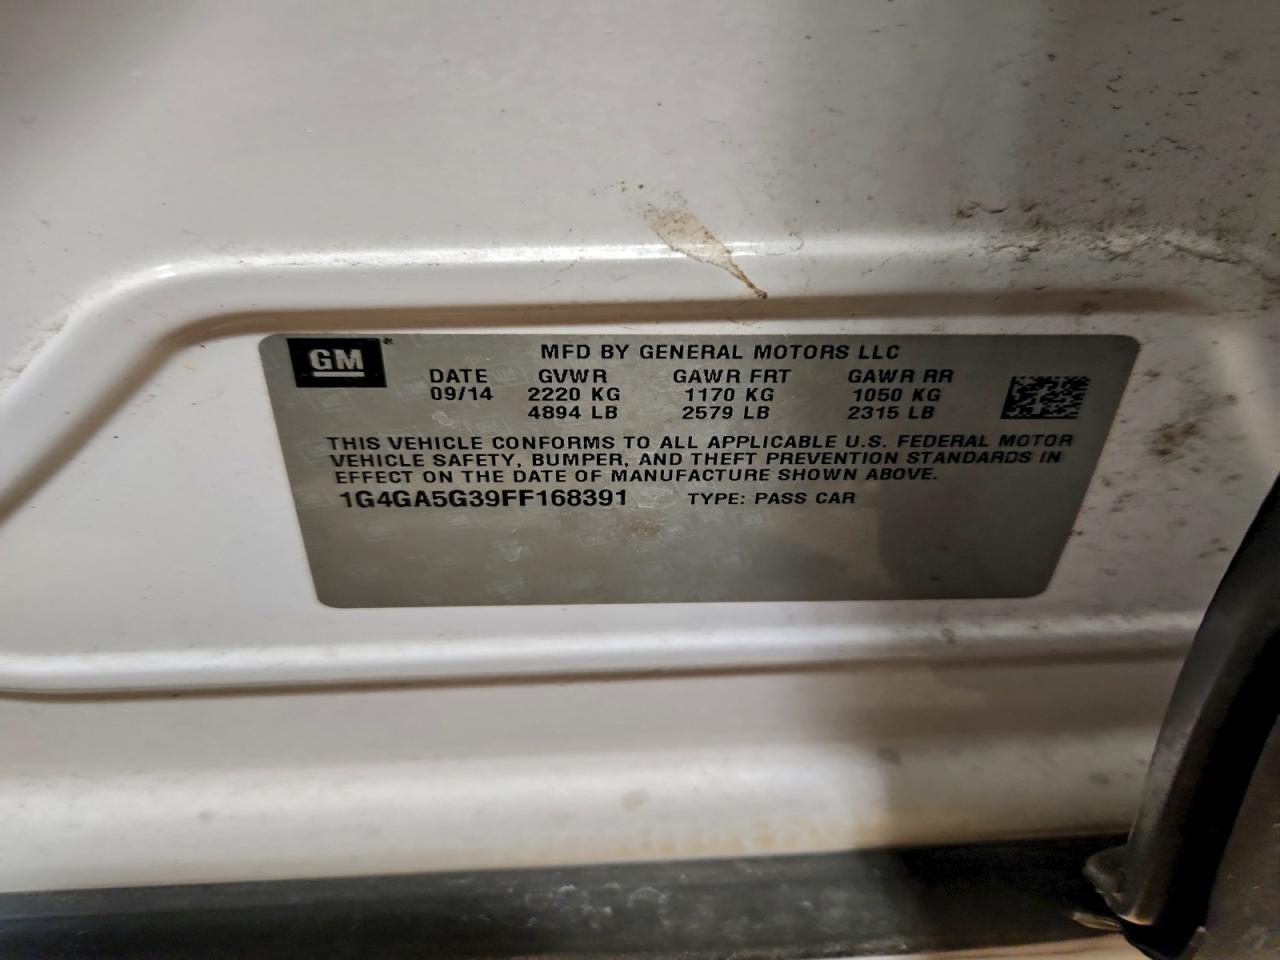 GM®
MFD BY GENERAL MOTORS LLC
DATE GVWR GAWR FRT GAWR RR
09/14 2220 KG 1170 KG 1050 KG
4894 LB 2579 LB 2315 LB
THIS VEHICLE CONFORMS TO ALL APPLICABLE U.S. FEDERAL MOTOR
VEHICLE SAFETY, BUMPER, AND THEFT PREVENTION STANDARDS IN
EFFECT ON THE DATE OF MANUFACTURE SHOWN ABOVE.
1G4GA5G39FF168391 TYPE: PASS CAR